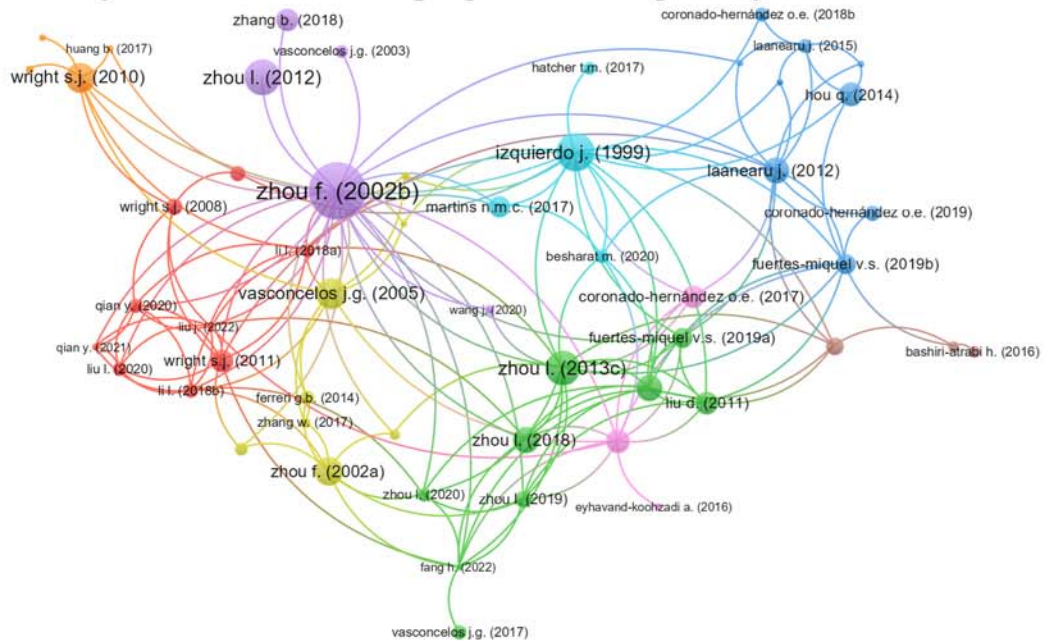 coronado-hernández o.e. (2018b
zhang b. (2018)
huang b. (2017)
vasconcelos j.g. (2003)
laanearu j. (2015)
wright s.j. (2010)
zhou l. (2012)
hatcher t.m. (2017)
hou q. (2014)
izquierdo j. (1999)
laanearu j. (2012)
zhou f. (2002b)
wright s.j. (2008)
martins n.m.c. (2017)
coronado-hernández o.e. (2019)
li l. (2018a)
besharat m. (2020)
fuertes-miquel v.s. (2019b)
vasconcelos j.g. (2005)
coronado-hernández o.e. (2017)
qian y. (2020)
wang j. (2020)
liu j. (2022)
fuertes-miquel v.s. (2019a)
qian y. (2021)
bashiri-atrabi h. (2016)
liu l. (2020)
wright s.j. (2011)
zhou l. (2013c)
li l. (2018b)
ferreri g.b. (2014)
liu d. (2011)
zhang w. (2017)
zhou l. (2018)
zhou f. (2002a)
zhou l. (2020)
zhou l. (2019)
eyhavand-koohzadi a. (2016)
fang h. (2022)
vasconcelos j.g. (2017)